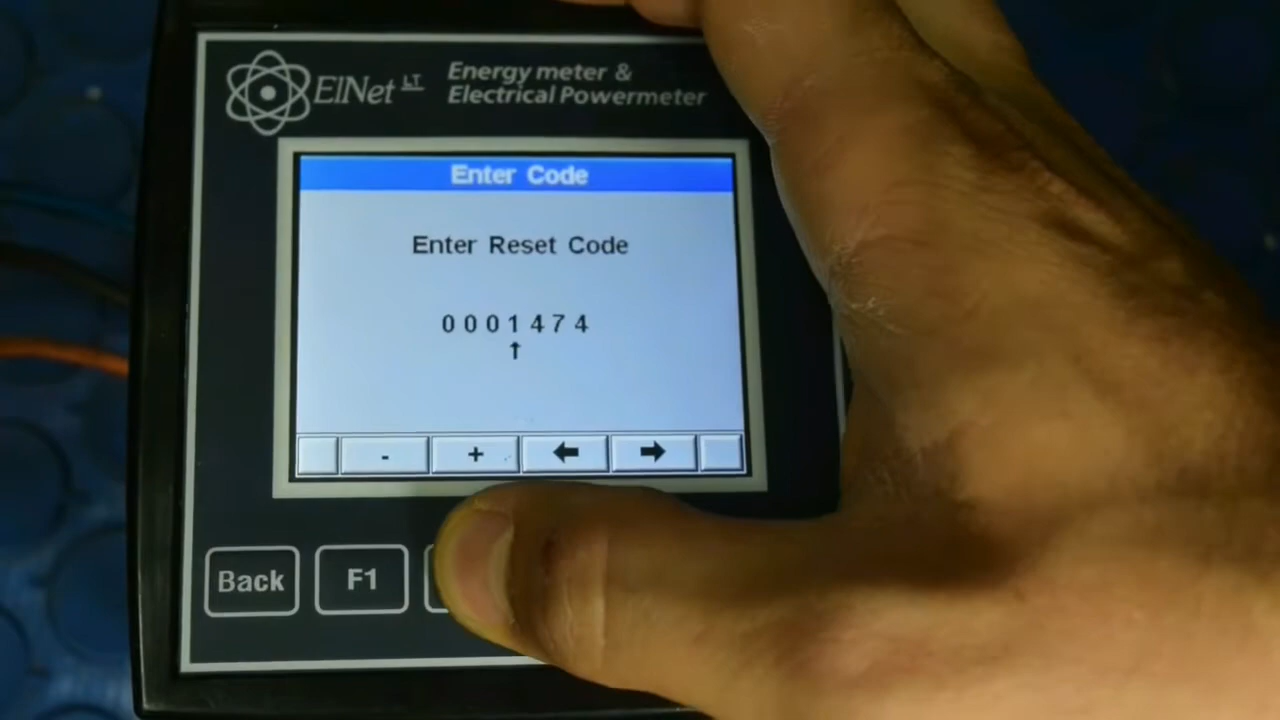 ElNet LT
Energy meter &
Electrical Powermeter
Enter Code
Enter Reset Code
0 0 0 1 4 7 4
↑
- + ← →
Back F1